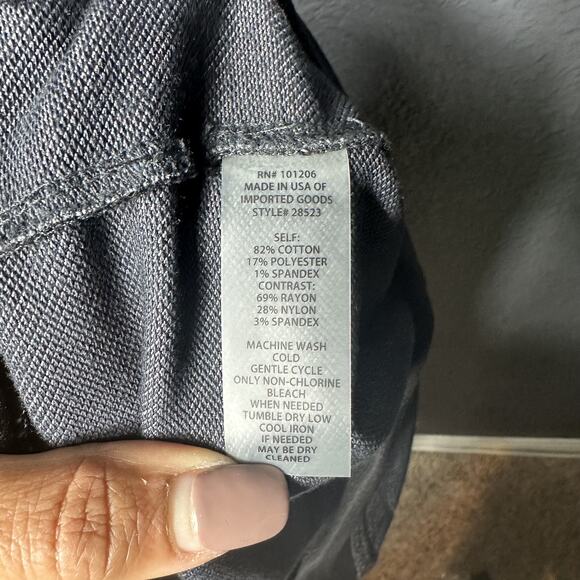 RN# 101206
MADE IN USA OF
IMPORTED GOODS
STYLE# 28523
SELF:
82% COTTON
17% POLYESTER
1% SPANDEX
CONTRAST:
69% RAYON
28% NYLON
3% SPANDEX
MACHINE WASH
COLD
GENTLE CYCLE
ONLY NON-CHLORINE
BLEACH
WHEN NEEDED
TUMBLE DRY LOW
COOL IRON
IF NEEDED
MAY BE DRY
CLEANED